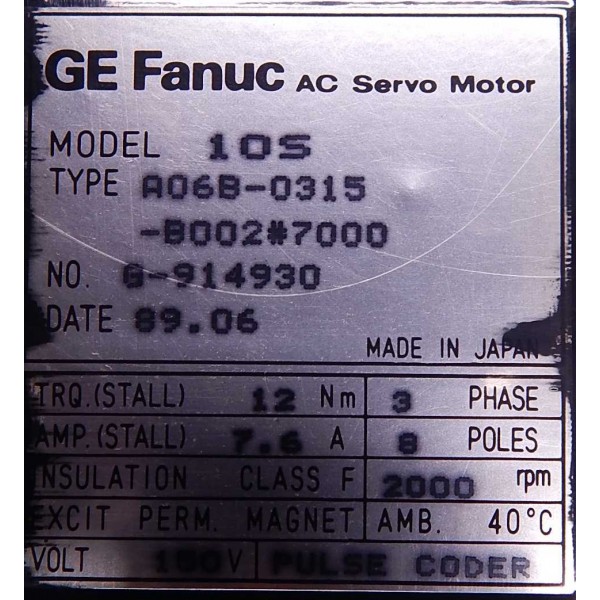 GE Fanuc AC Servo Motor
MODEL 10S
TYPE A06B-0315
-B002#7000
NO. G-914930
DATE 89.06
MADE IN JAPAN
TRQ.(STALL) 12 Nm 3 PHASE
AMP.(STALL) 7.6 A 8 POLES
INSULATION CLASS F 2000 rpm
EXCIT PERM. MAGNET AMB. 40°C
VOLT V PULSE CODER